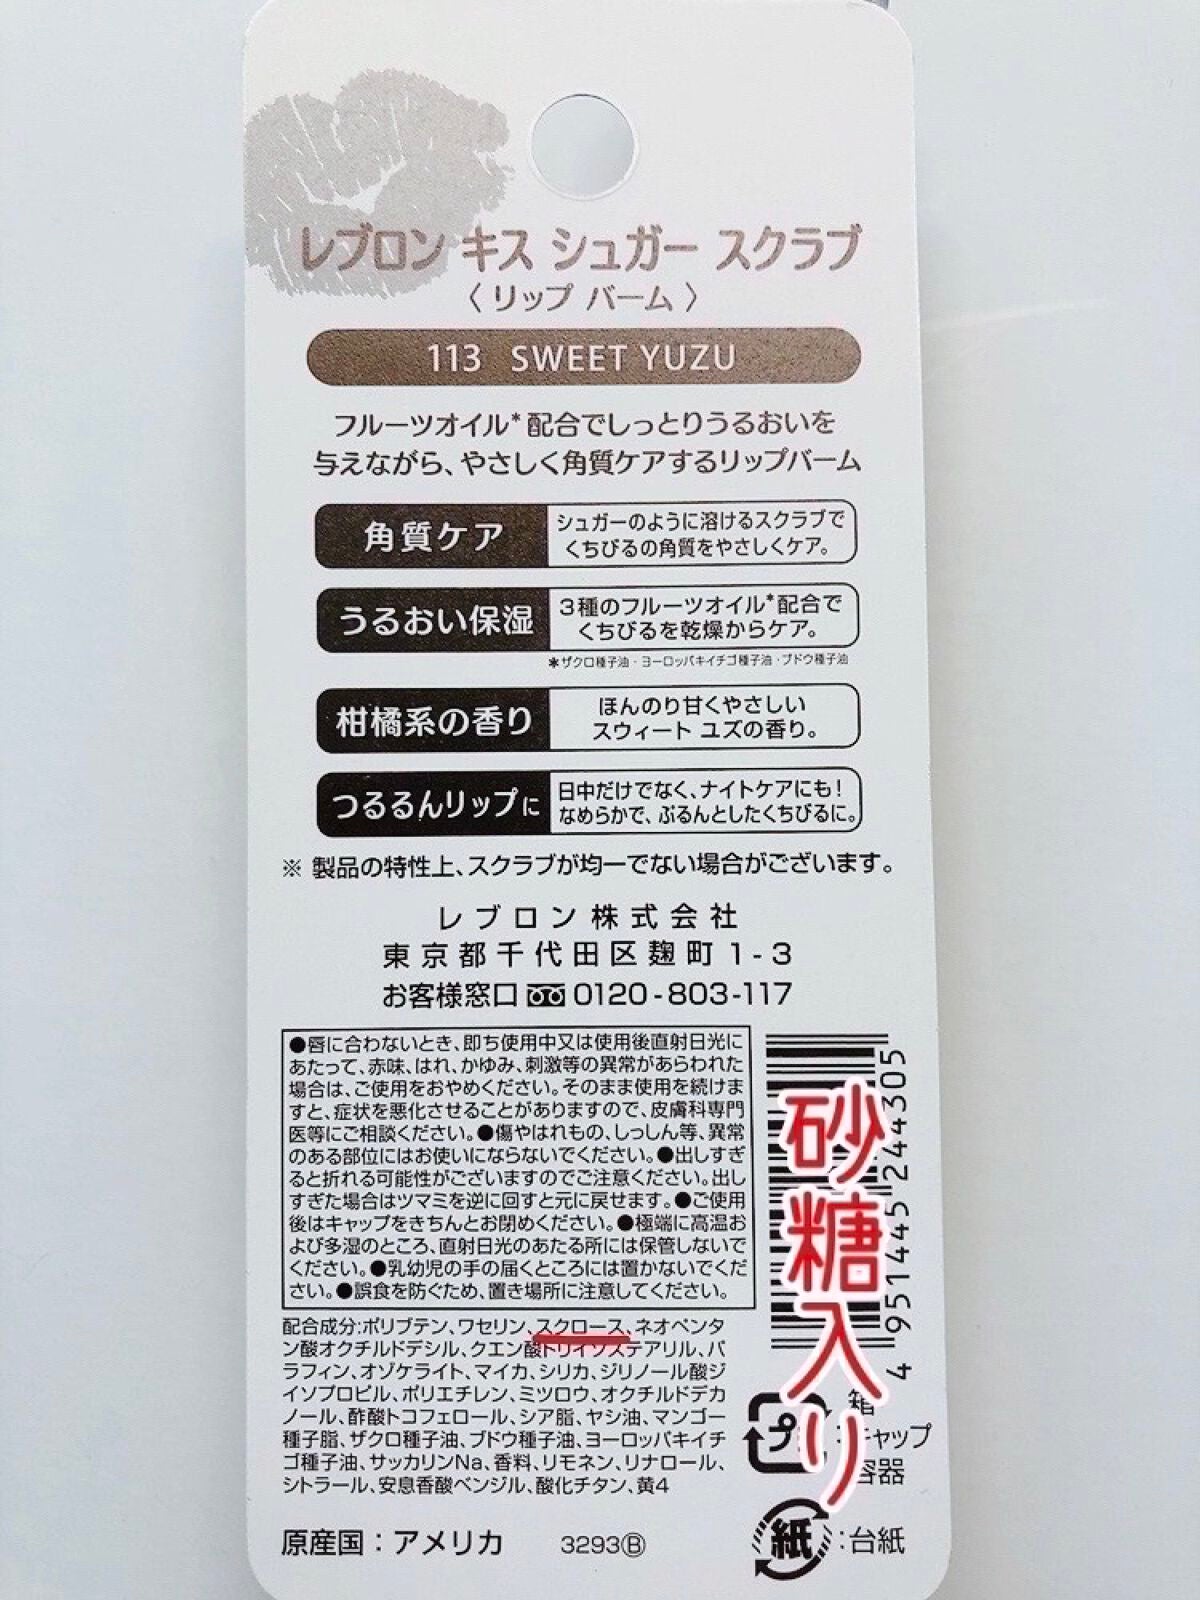 レブロン キス シュガー スクラブ
〈 リップ バーム 〉
113 SWEET YUZU
フルーツオイル*配合でしっとりうるおいを
与えながら、やさしく角質ケアするリップバーム
角質ケア
シュガーのように溶けるスクラブで
くちびるの角質をやさしくケア。
うるおい保湿
3種のフルーツオイル*配合で
くちびるを乾燥からケア。
*ザクロ種子油・ヨーロッパキイチゴ種子油・ブドウ種子油
柑橘系の香り
ほんのり甘くやさしい
スウィート ユズの香り。
つるるんリップに
日中だけでなく、ナイトケアにも!
なめらかで、ぷるんとしたくちびるに。
※ 製品の特性上、スクラブが均一でない場合がございます。
レブロン株式会社
東京都千代田区麹町1-3
お客様窓口 0120-803-117
●唇に合わないとき、即ち使用中又は使用後直射日光に
あたって、赤味、はれ、かゆみ、刺激等の異常があらわれた
場合は、ご使用をおやめください。そのまま使用を続けま
すと、症状を悪化させることがありますので、皮膚科専門
医等にご相談ください。●傷やはれもの、しっしん等、異常
のある部位にはお使いにならないでください。●出しすぎ
ると折れる可能性がございますのでご注意ください。出し
すぎた場合はツマミを逆に回すと元に戻せます。●ご使用
後はキャップをきちんとお閉めください。●極端に高温お
よび多湿のところ、直射日光のあたる所には保管しないで
ください。●乳幼児の手の届くところには置かないでくだ
さい。●誤食を防ぐため、置き場所に注意してください。
4 951445 244305
砂糖入り
配合成分:ポリブテン、ワセリン、スクロース、ネオペンタ
ン酸オクチルドデシル、クエン酸トリイソステアリル、パ
ラフィン、オゾケライト、マイカ、シリカ、ジリノール酸ジ
イソプロピル、ポリエチレン、ミツロウ、オクチルドデカ
ノール、酢酸トコフェロール、シア脂、ヤシ油、マンゴー
種子脂、ザクロ種子油、ブドウ種子油、ヨーロッパキイチ
ゴ種子油、サッカリンNa、香料、リモネン、リナロール、
シトラール、安息香酸ベンジル、酸化チタン、黄4
プ
箱
キャップ
容器
原産国:アメリカ 3293Ⓑ
紙:台紙